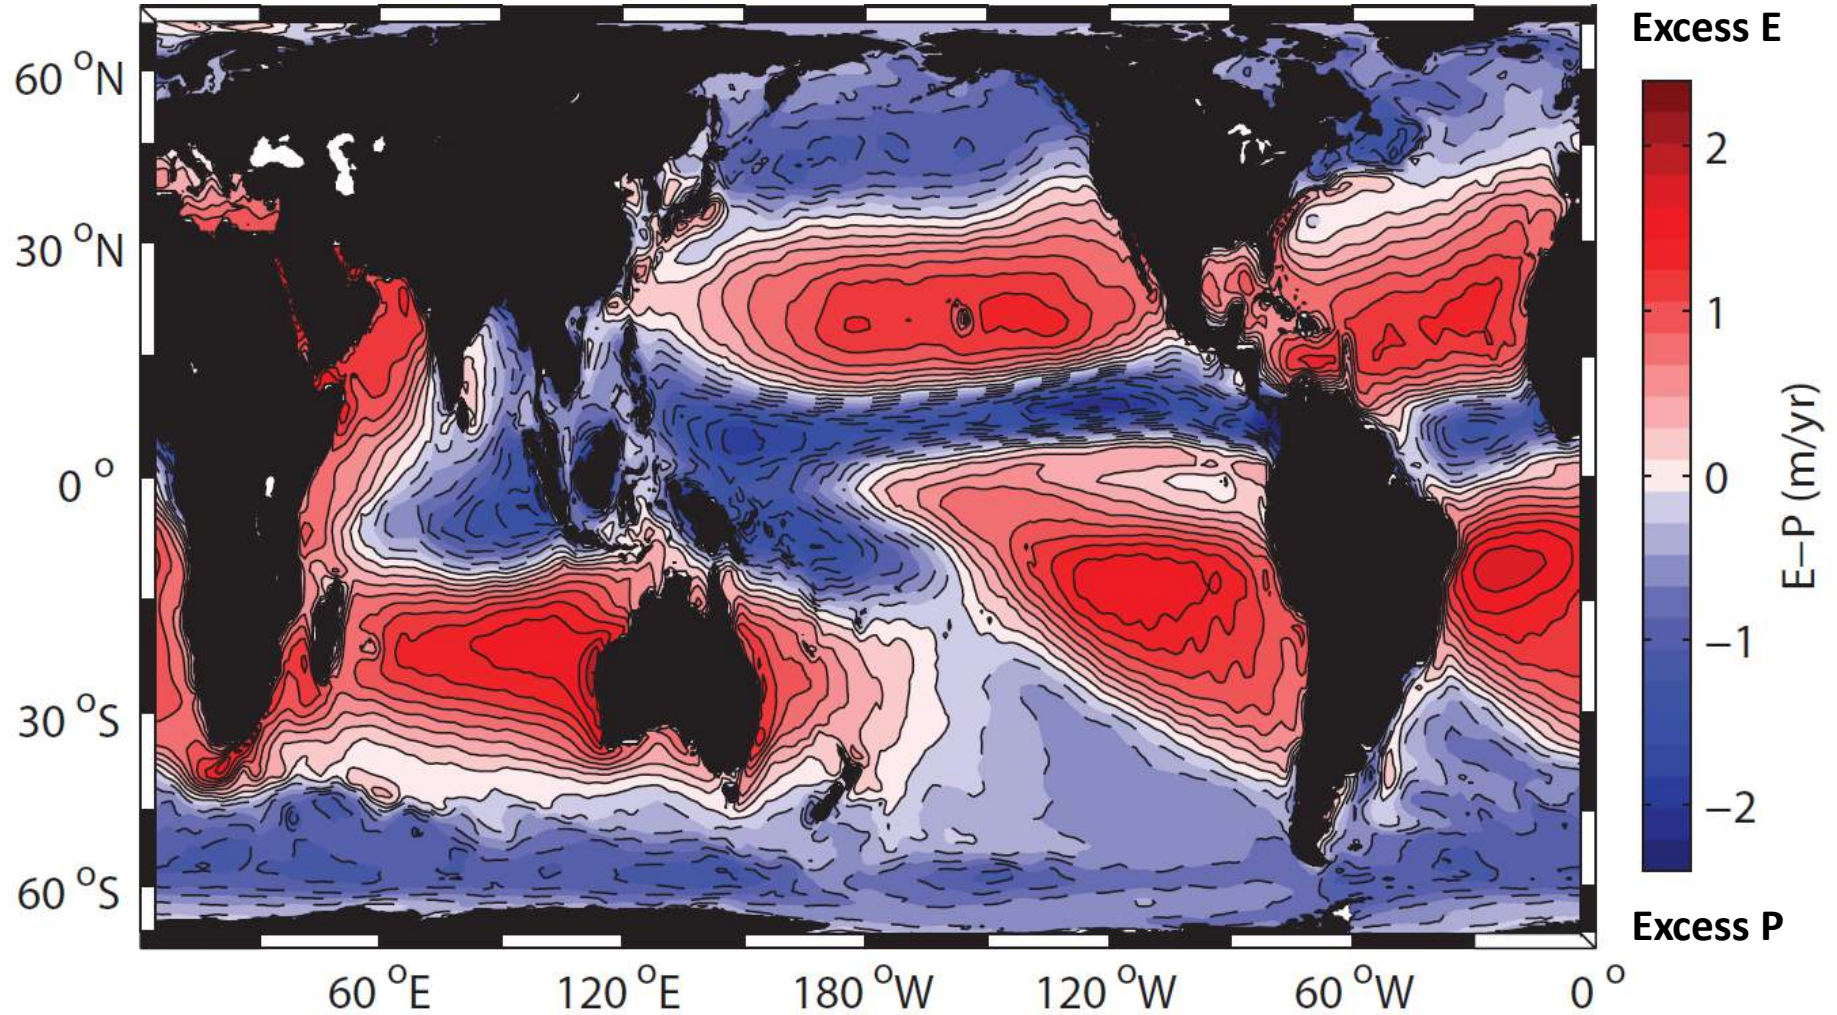 Excess E
60 °N
30 °N
0 °
30 °S
60 °S
60 °E
120 °E
180 °W
120 °W
60 °W
0 °
2
1
0
−1
−2
E−P (m/yr)
Excess P